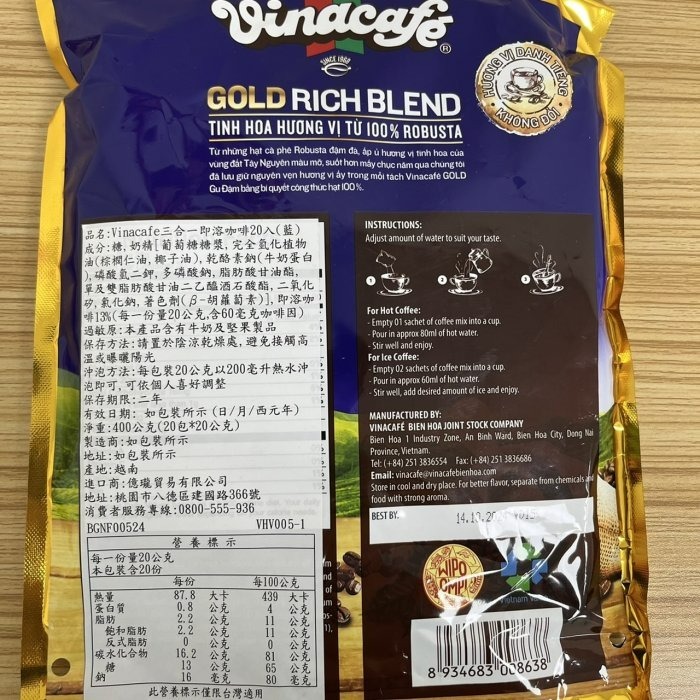 Vinacafé®
SINCE 1968
GOLD RICH BLEND
TINH HOA HƯƠNG VỊ TỪ 100% ROBUSTA
Từ những hạt cà phê Robusta đậm đà, ấp ủ hương vị tinh hoa của
vùng đất Tây Nguyên màu mỡ, suốt hơn mấy chục năm qua chúng tôi
đã lưu giữ nguyên vẹn hương vị ấy trong mỗi tách Vinacafé GOLD
Gu Đậm bằng bí quyết công thức hạt 100%.
HƯƠNG VỊ DANH TIẾNG
KHÔNG ĐỔI
品名:Vinacafe三合一即溶咖啡20入(藍)
成分:糖,奶精[葡萄糖糖漿,完全氫化植物
油(棕櫚仁油,椰子油),乾酪素鈉(牛奶蛋白
),磷酸氫二鉀,多磷酸鈉,脂肪酸甘油酯,
單及雙脂肪酸甘油二乙醯酒石酸酯,二氧化
矽,氯化鈉,著色劑(β-胡蘿蔔素)],即溶咖
啡13%(每一份量20公克,含60毫克咖啡因)
過敏原:本產品含有牛奶及堅果製品
保存方法:請置於陰涼乾燥處,避免接觸高
溫或曝曬陽光
沖泡方法:每包裝20公克以200毫升熱水沖
泡即可,可依個人喜好調整
保存期限:二年
有效日期: 如包裝所示 (日/月/西元年)
淨重:400公克(20包*20公克)
製造商:如包裝所示
地址:如包裝所示
產地:越南
進口商:億瓏貿易有限公司
地址:桃園市八德區建國路366號
消費者服務專線:0800-555-936
BGNF00524 VHV005-1
營養標示
每一份量20公克
本包裝含20份
每份 每100公克
熱量 87.8 大卡 439 大卡
蛋白質 0.8 公克 4 公克
脂肪 2.2 公克 11 公克
飽和脂肪 2.2 公克 11 公克
反式脂肪 0 公克 0 公克
碳水化合物 16.2 公克 81 公克
糖 13 公克 65 公克
鈉 16 毫克 80 毫克
此營養標示僅限台灣適用
INSTRUCTIONS:
Adjust amount of water to suit your taste.
1 2 3
For Hot Coffee:
- Empty 01 sachet of coffee mix into a cup.
- Pour in approx 80ml of hot water.
- Stir well and enjoy.
For Ice Coffee:
- Empty 02 sachets of coffee mix into a cup.
- Pour in approx 60ml of hot water.
- Stir well, add desired amount of ice and enjoy.
MANUFACTURED BY:
VINACAFÉ BIEN HOA JOINT STOCK COMPANY
Bien Hoa 1 Industry Zone, An Binh Ward, Bien Hoa City, Dong Nai
Province, Vietnam.
Tel: (+84) 251 3836554 Fax: (+84) 251 3836686
Email: vinacafe@vinacafebienhoa.com
Store in cool and dry place. For better flavor, separate from chemicals and
food with strong aroma.
BEST BY:
WIPO
GMPI
8 934683 008638